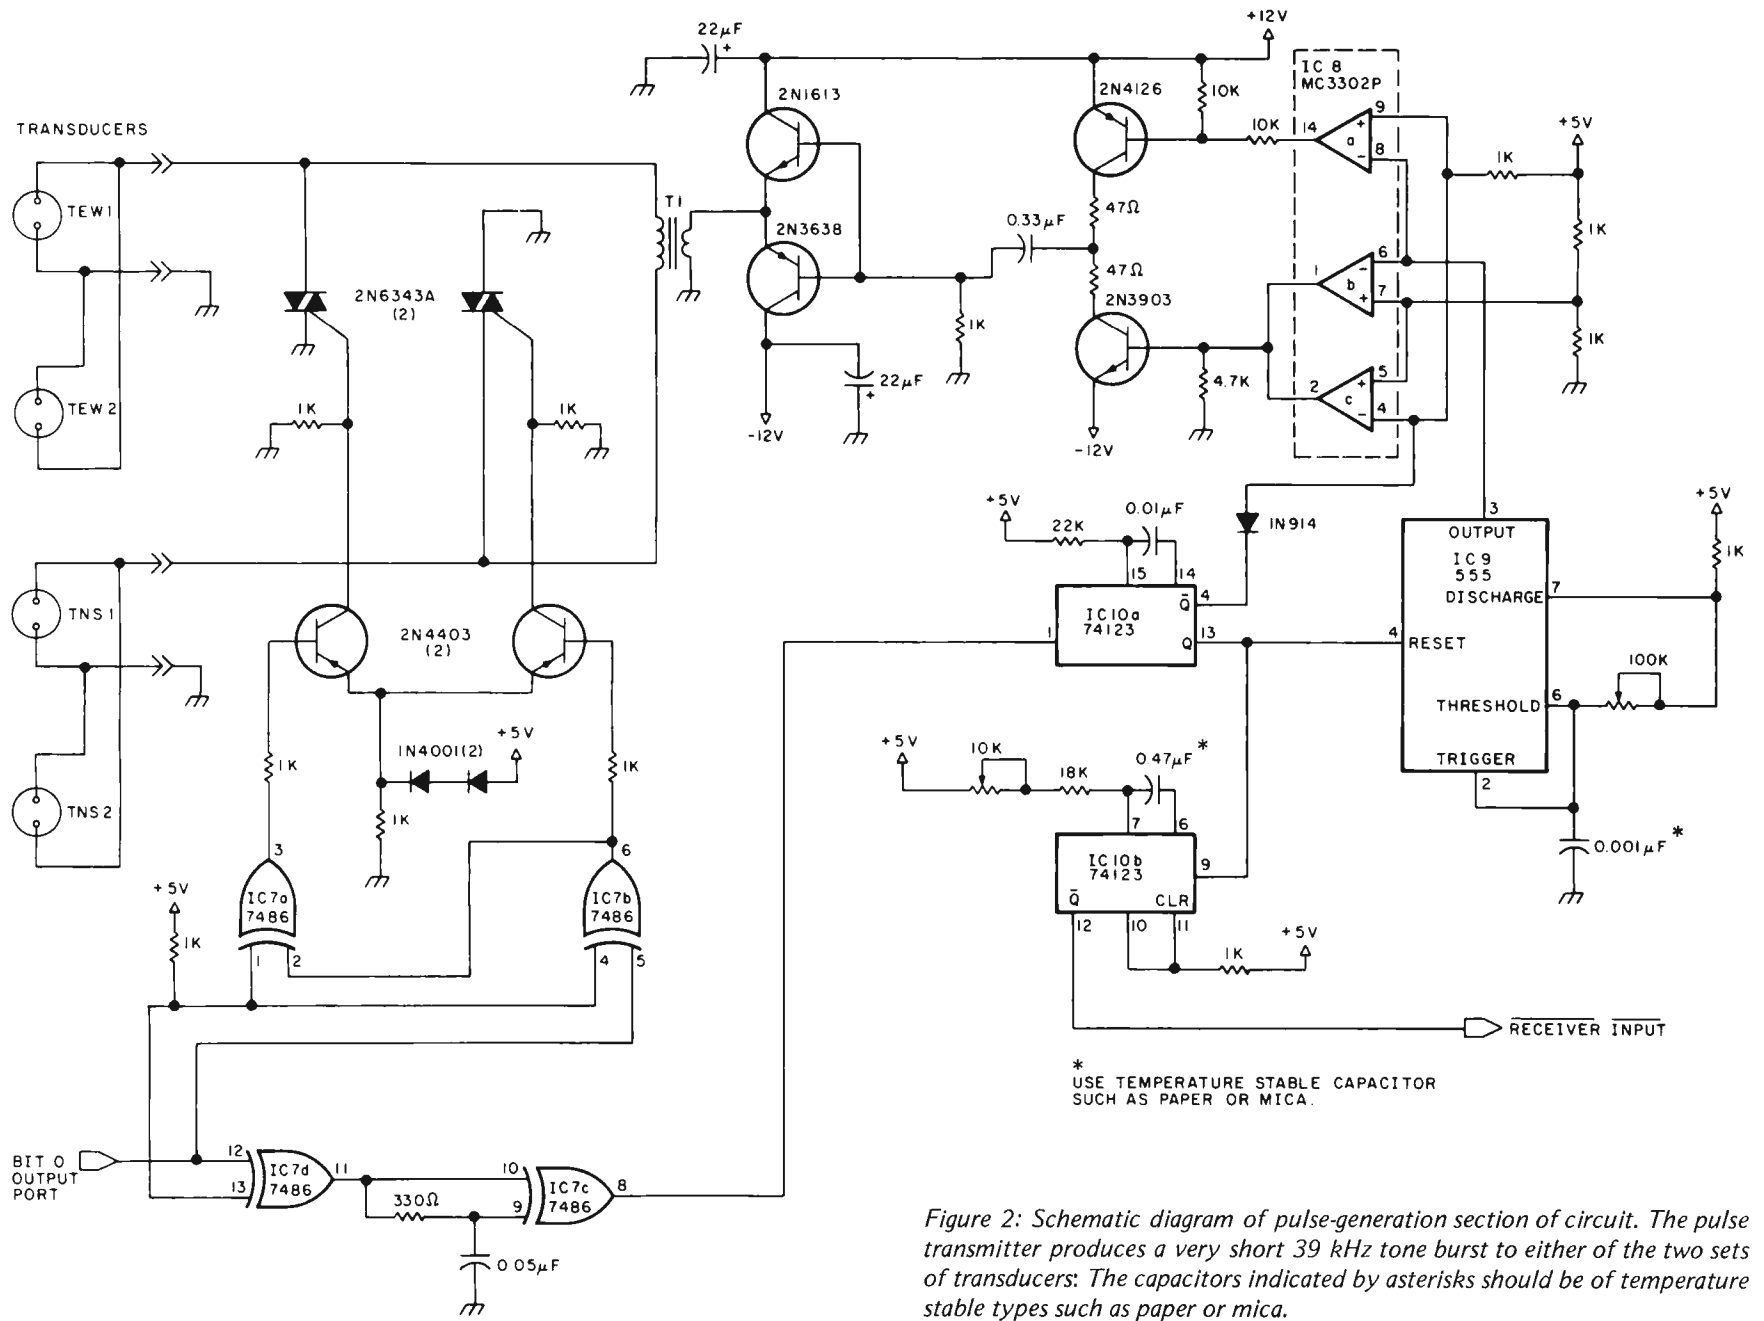 TRANSDUCERS
TEW1
TEW2
TNS1
TNS2
22µF
+
2N1613
2N3638
T1
2N6343A
(2)
1K
1K
22µF
+
-12V
1K
0.33µF
47Ω
47Ω
2N4126
2N3903
-12V
+12V
10K
10K
4.7K
IC 8
MC3302P
14
a
+
-
9
8
1
b
-
+
6
7
2
c
+
-
5
4
1K
+5V
1K
1K
2N4403
(2)
1K
1N4001(2)
+5V
1K
1K
3
IC7a
7486
1
2
6
IC7b
7486
4
5
+5V
1K
BIT 0
OUTPUT
PORT
12
13
IC7d
7486
11
330Ω
0.05µF
10
9
IC7c
7486
8
+5V
22K
0.01µF
15
14
1
IC10a
74123
Q̅
Q
4
13
1N914
+5V
10K
18K
0.47µF *
7
6
IC10b
74123
9
Q̅
CLR
12
10
11
1K
+5V
RECEIVER INPUT
3
OUTPUT
IC9
555
DISCHARGE
7
4
RESET
THRESHOLD
6
TRIGGER
2
+5V
1K
100K
0.001µF *
*
USE TEMPERATURE STABLE CAPACITOR
SUCH AS PAPER OR MICA.
Figure 2: Schematic diagram of pulse-generation section of circuit. The pulse
transmitter produces a very short 39 kHz tone burst to either of the two sets
of transducers: The capacitors indicated by asterisks should be of temperature
stable types such as paper or mica.